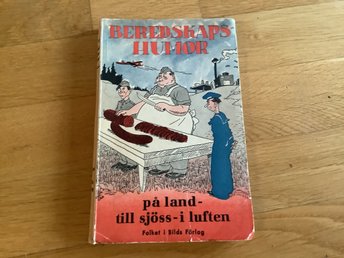 BEREDSKAPS
HUMOR
på land-
till sjöss-i luften
Folket i Bilds Förlag